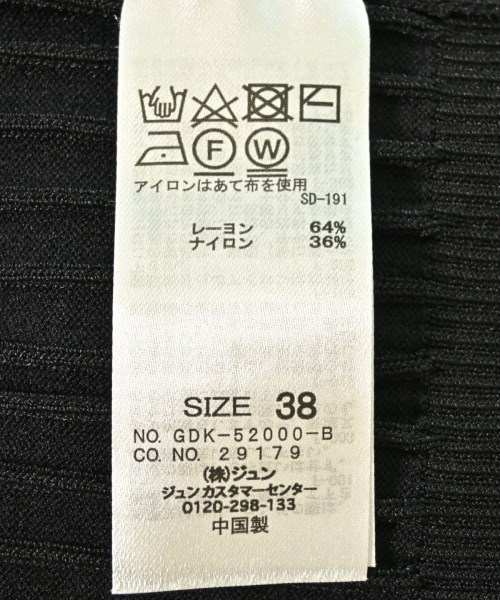 F W
アイロンはあて布を使用
SD-191
レーヨン 64%
ナイロン 36%
SIZE 38
NO. GDK-52000-B
CO. NO. 29179
(株)ジュン
ジュン カスタマーセンター
0120-298-133
中国製